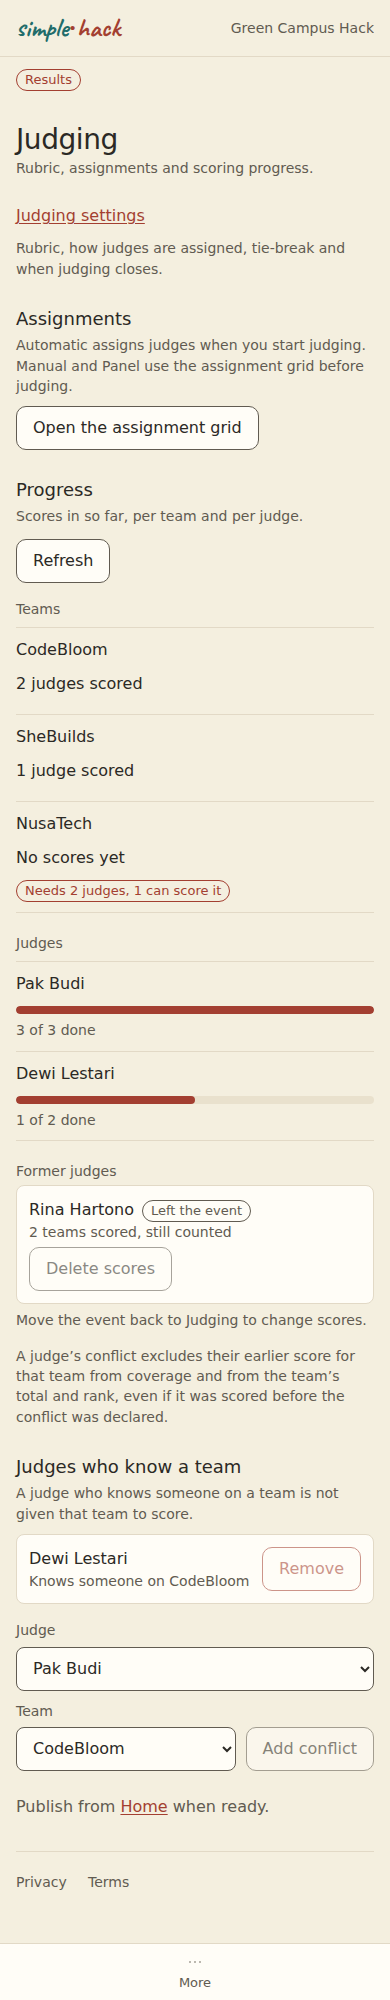 simple·hack
Green Campus Hack
Results
Judging
Rubric, assignments and scoring progress.
Judging settings
Rubric, how judges are assigned, tie-break and
when judging closes.
Assignments
Automatic assigns judges when you start judging.
Manual and Panel use the assignment grid before
judging.
Open the assignment grid
Progress
Scores in so far, per team and per judge.
Refresh
Teams
CodeBloom
2 judges scored
SheBuilds
1 judge scored
NusaTech
No scores yet
Needs 2 judges, 1 can score it
Judges
Pak Budi
3 of 3 done
Dewi Lestari
1 of 2 done
Former judges
Rina Hartono Left the event
2 teams scored, still counted
Delete scores
Move the event back to Judging to change scores.
A judge’s conflict excludes their earlier score for
that team from coverage and from the team’s
total and rank, even if it was scored before the
conflict was declared.
Judges who know a team
A judge who knows someone on a team is not
given that team to score.
Dewi Lestari
Knows someone on CodeBloom
Remove
Judge
Pak Budi
Team
CodeBloom
Add conflict
Publish from Home when ready.
Privacy Terms
...
More